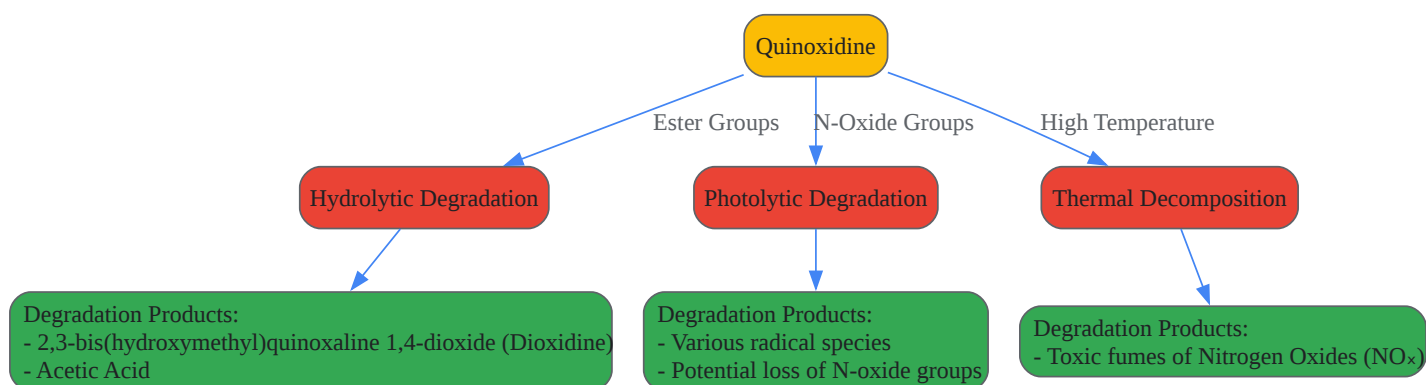 Quinoxidine
Ester Groups
N-Oxide Groups
High Temperature
Hydrolytic Degradation
Photolytic Degradation
Thermal Decomposition
Degradation Products:
- 2,3-bis(hydroxymethyl)quinoxaline 1,4-dioxide (Dioxidine)
- Acetic Acid
Degradation Products:
- Various radical species
- Potential loss of N-oxide groups
Degradation Products:
- Toxic fumes of Nitrogen Oxides (NOₓ)